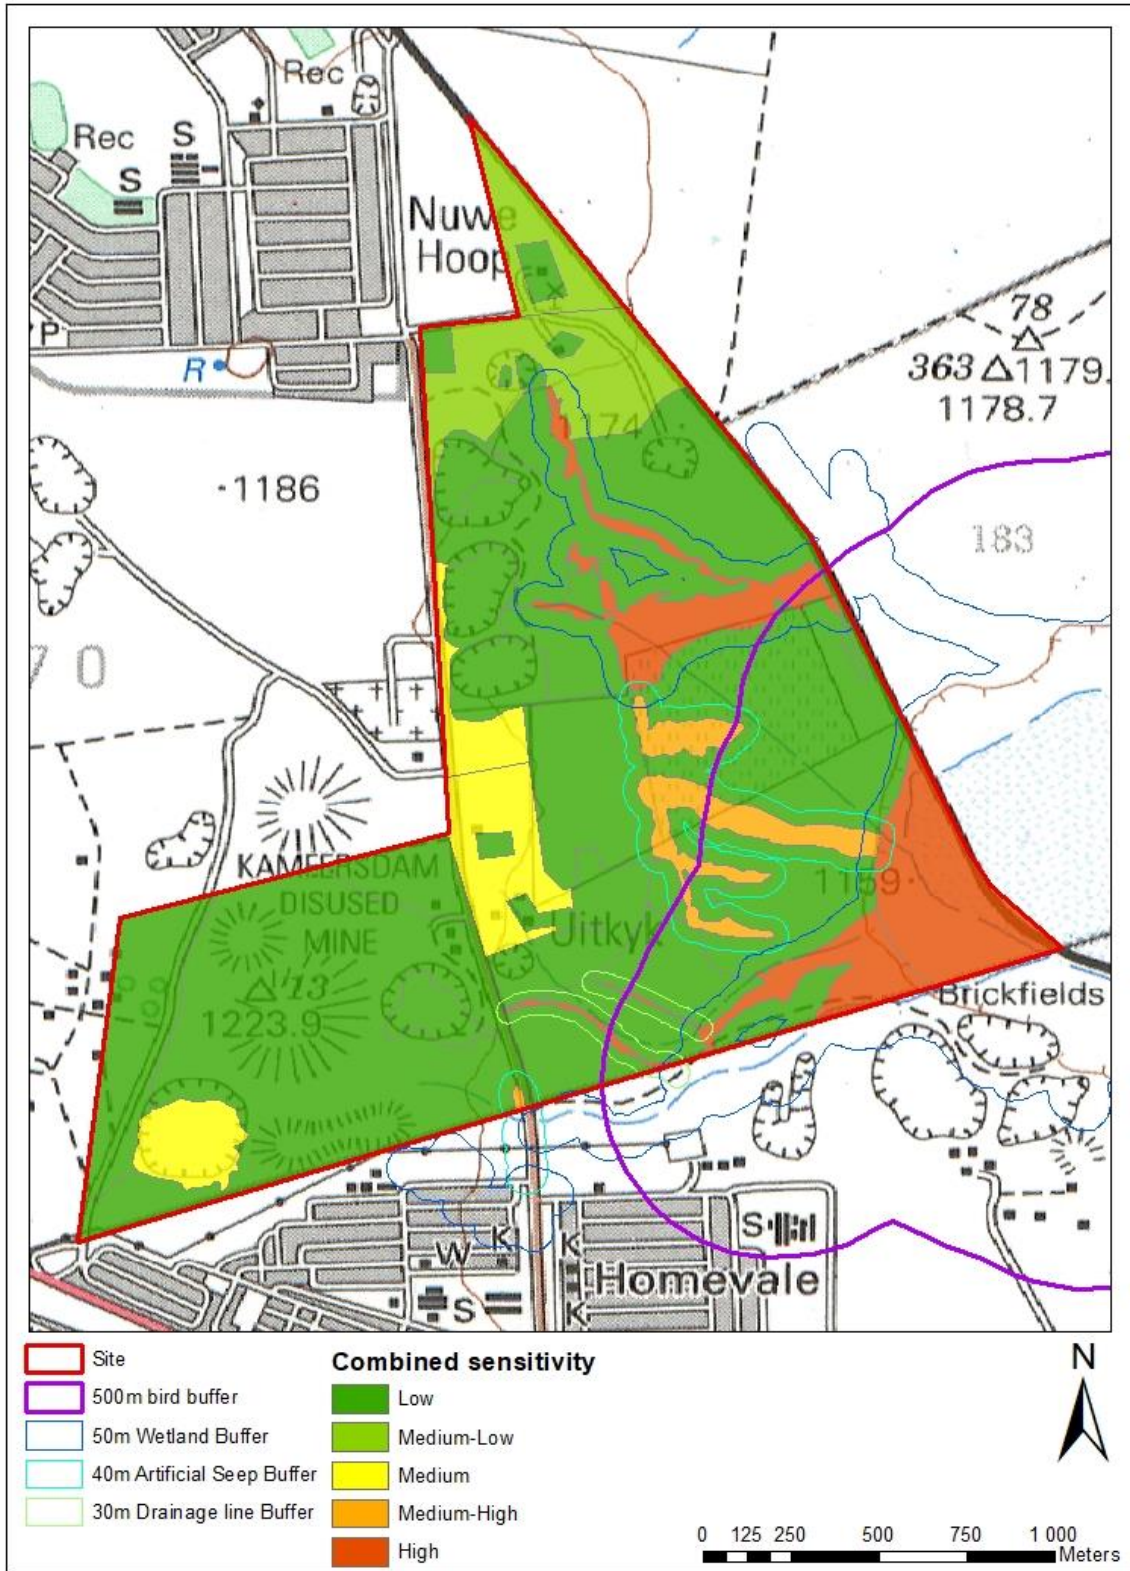 Rec
Rec
S
S
Nuwe
Hoop
P
R
78
363
1179.
1178.7
1174
1186
183
70
KAMEERSDAM
DISUSED
MINE
13
1223.9
Uitkyk
1159
Brickfields
W
K
K
K
S
S
Homevale
Site
500m bird buffer
50m Wetland Buffer
40m Artificial Seep Buffer
30m Drainage line Buffer
Combined sensitivity
Low
Medium-Low
Medium
Medium-High
High
N
0 125 250 500 750 1 000
Meters